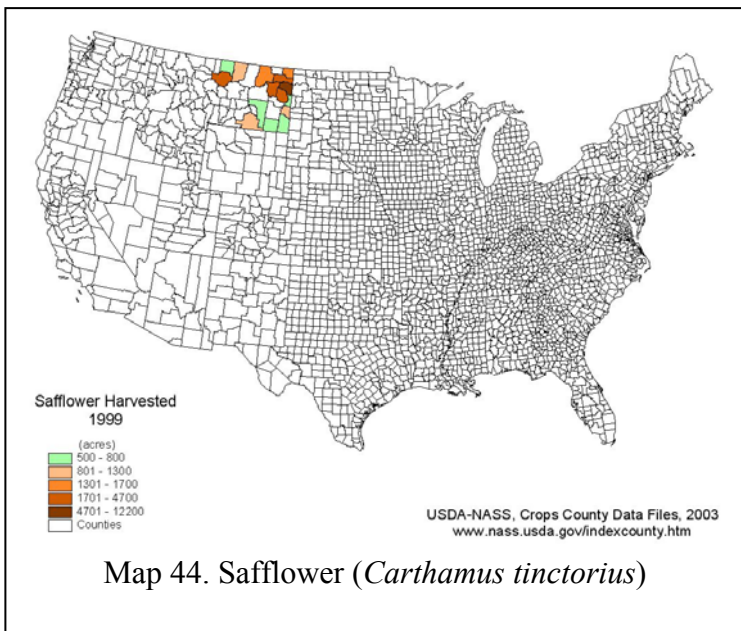 Safflower Harvested
1999
(acres)
500 - 800
801 - 1300
1301 - 1700
1701 - 4700
4701 - 12200
Counties
USDA-NASS, Crops County Data Files, 2003
www.nass.usda.gov/indexcounty.htm
Map 44. Safflower (Carthamus tinctorius)